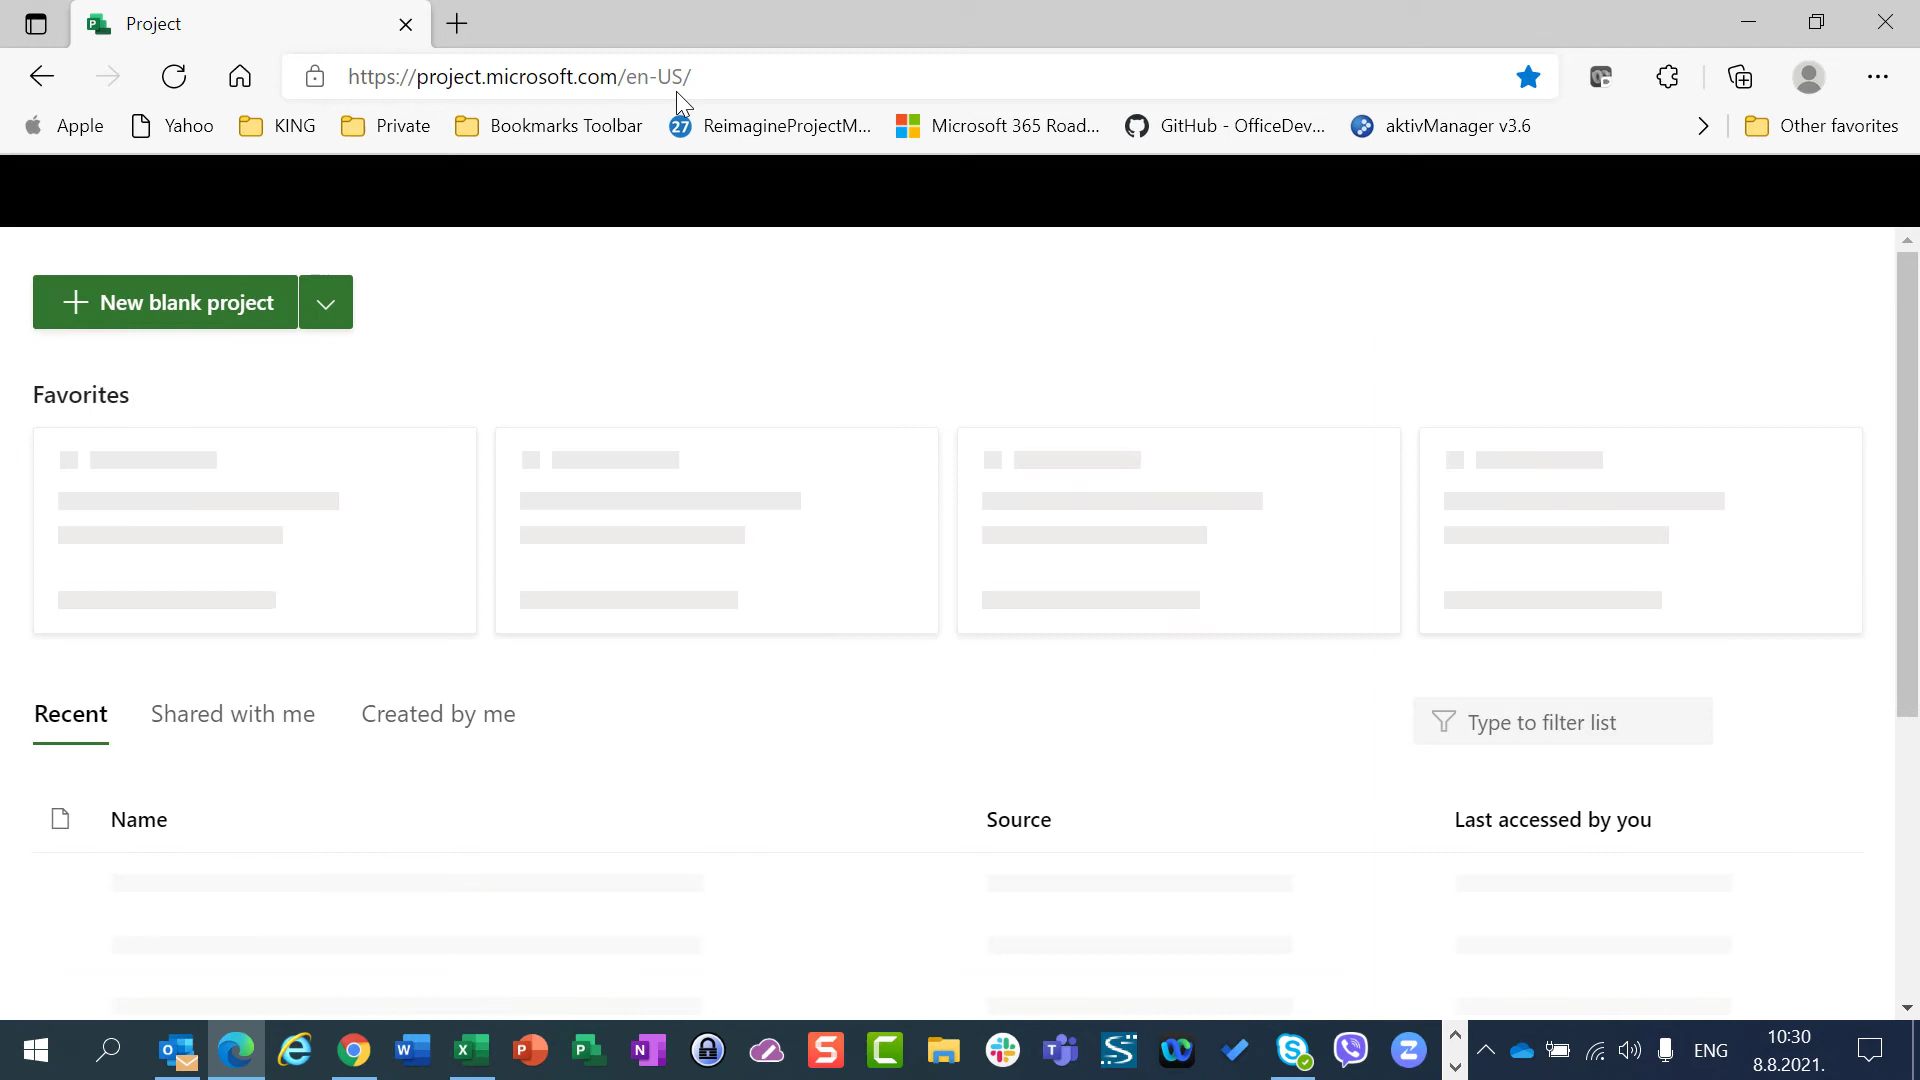 Project
https://project.microsoft.com/en-US/
Apple Yahoo KING Private Bookmarks Toolbar 27 ReimagineProjectM... Microsoft 365 Road... GitHub - OfficeDev... aktivManager v3.6 Other favorites
New blank project
Favorites
Recent Shared with me Created by me Type to filter list
Name Source Last accessed by you
ENG 10:30
8.8.2021.